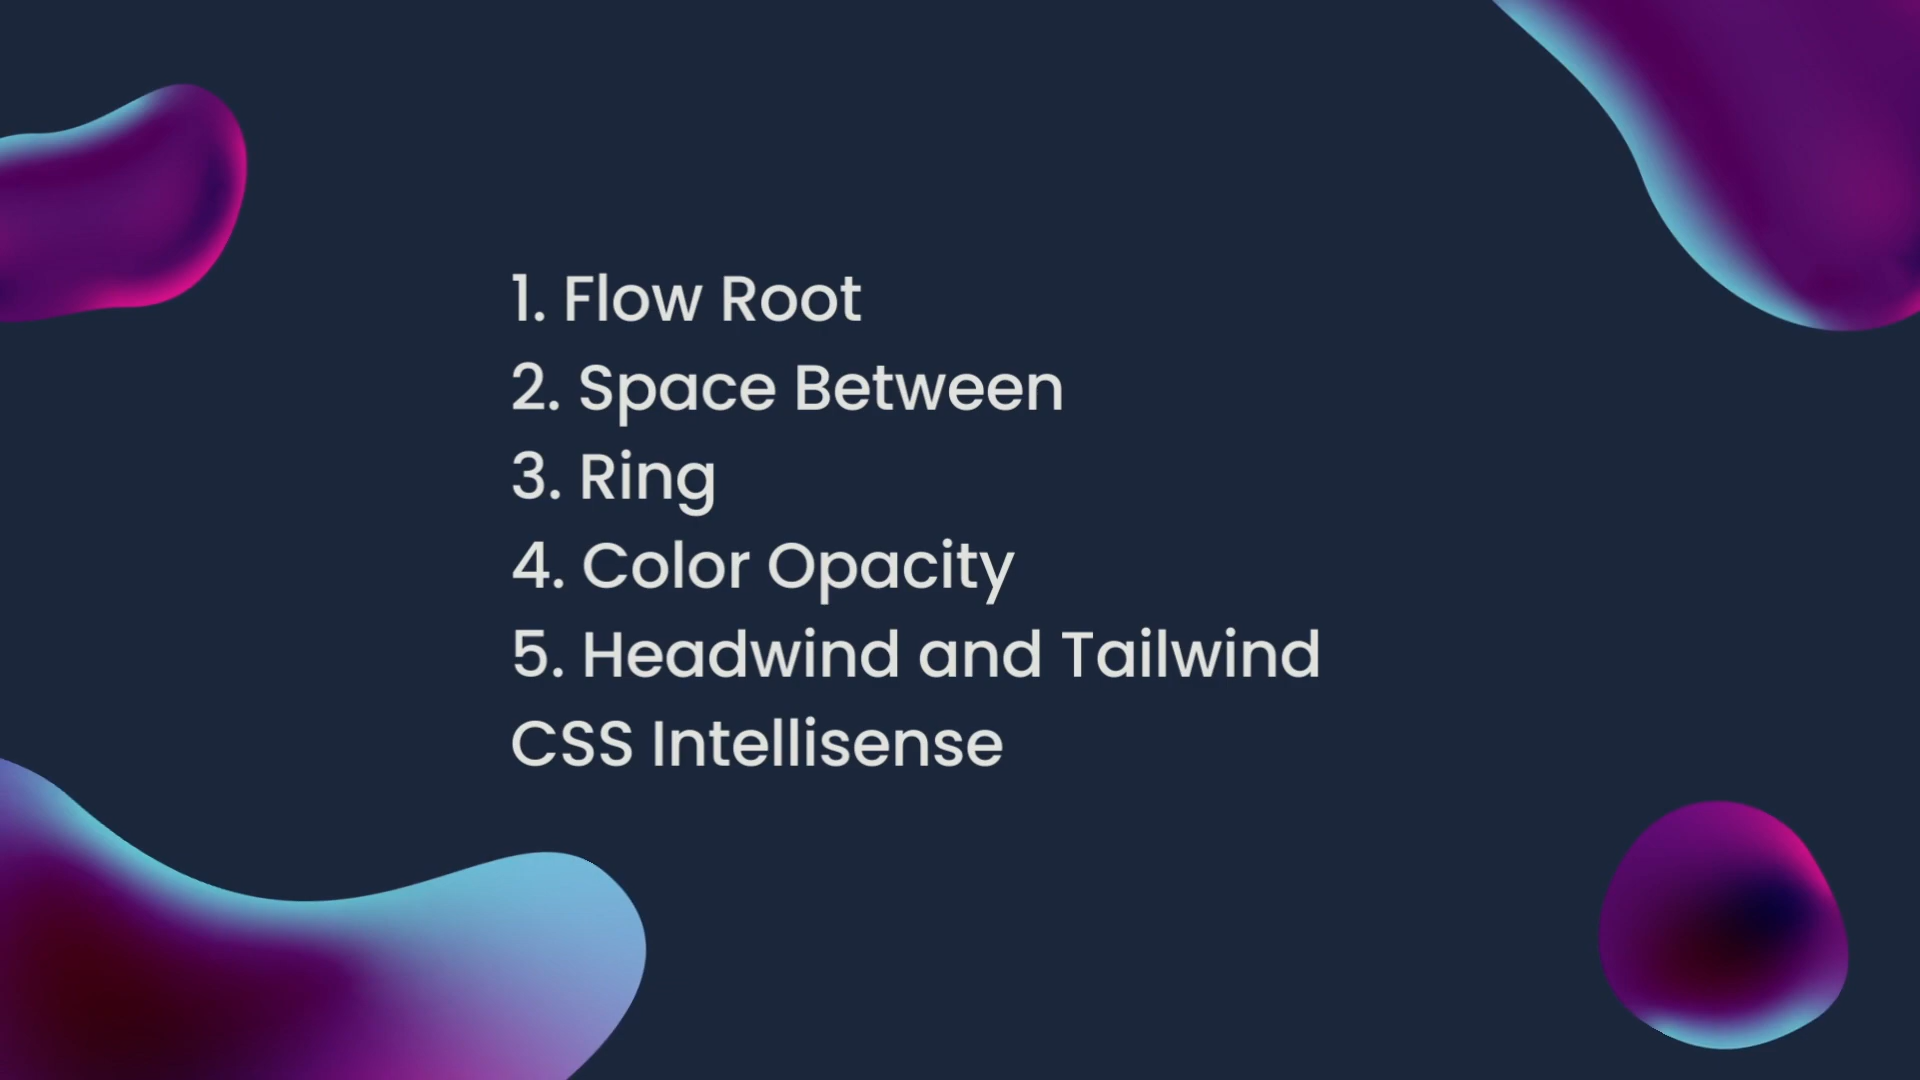 1. Flow Root
2. Space Between
3. Ring
4. Color Opacity
5. Headwind and Tailwind
CSS Intellisense